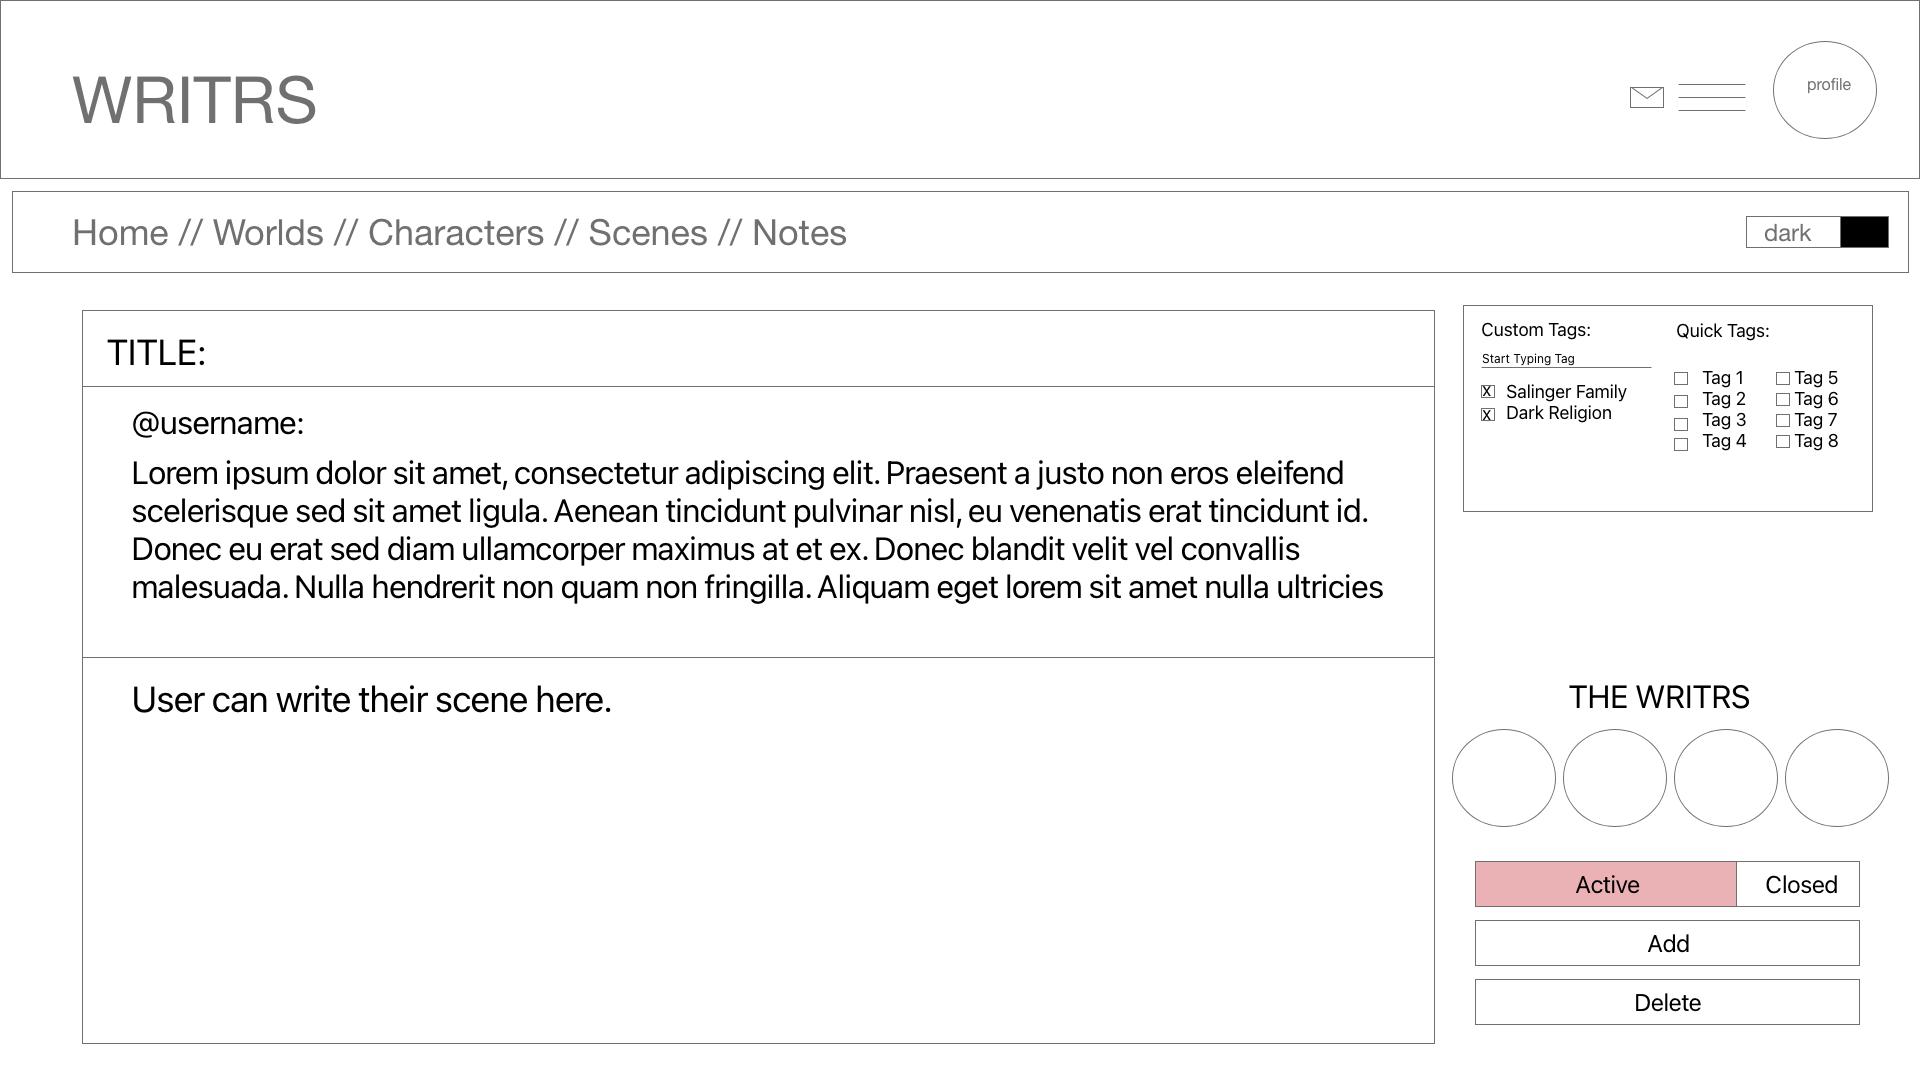 WRITRS
profile
Home // Worlds // Characters // Scenes // Notes
dark
TITLE:
@username:
Lorem ipsum dolor sit amet, consectetur adipiscing elit. Praesent a justo non eros eleifend
scelerisque sed sit amet ligula. Aenean tincidunt pulvinar nisl, eu venenatis erat tincidunt id.
Donec eu erat sed diam ullamcorper maximus at et ex. Donec blandit velit vel convallis
malesuada. Nulla hendrerit non quam non fringilla. Aliquam eget lorem sit amet nulla ultricies
User can write their scene here.
Custom Tags:
Start Typing Tag
X Salinger Family
X Dark Religion
Quick Tags:
Tag 1
Tag 2
Tag 3
Tag 4
Tag 5
Tag 6
Tag 7
Tag 8
THE WRITRS
Active
Closed
Add
Delete